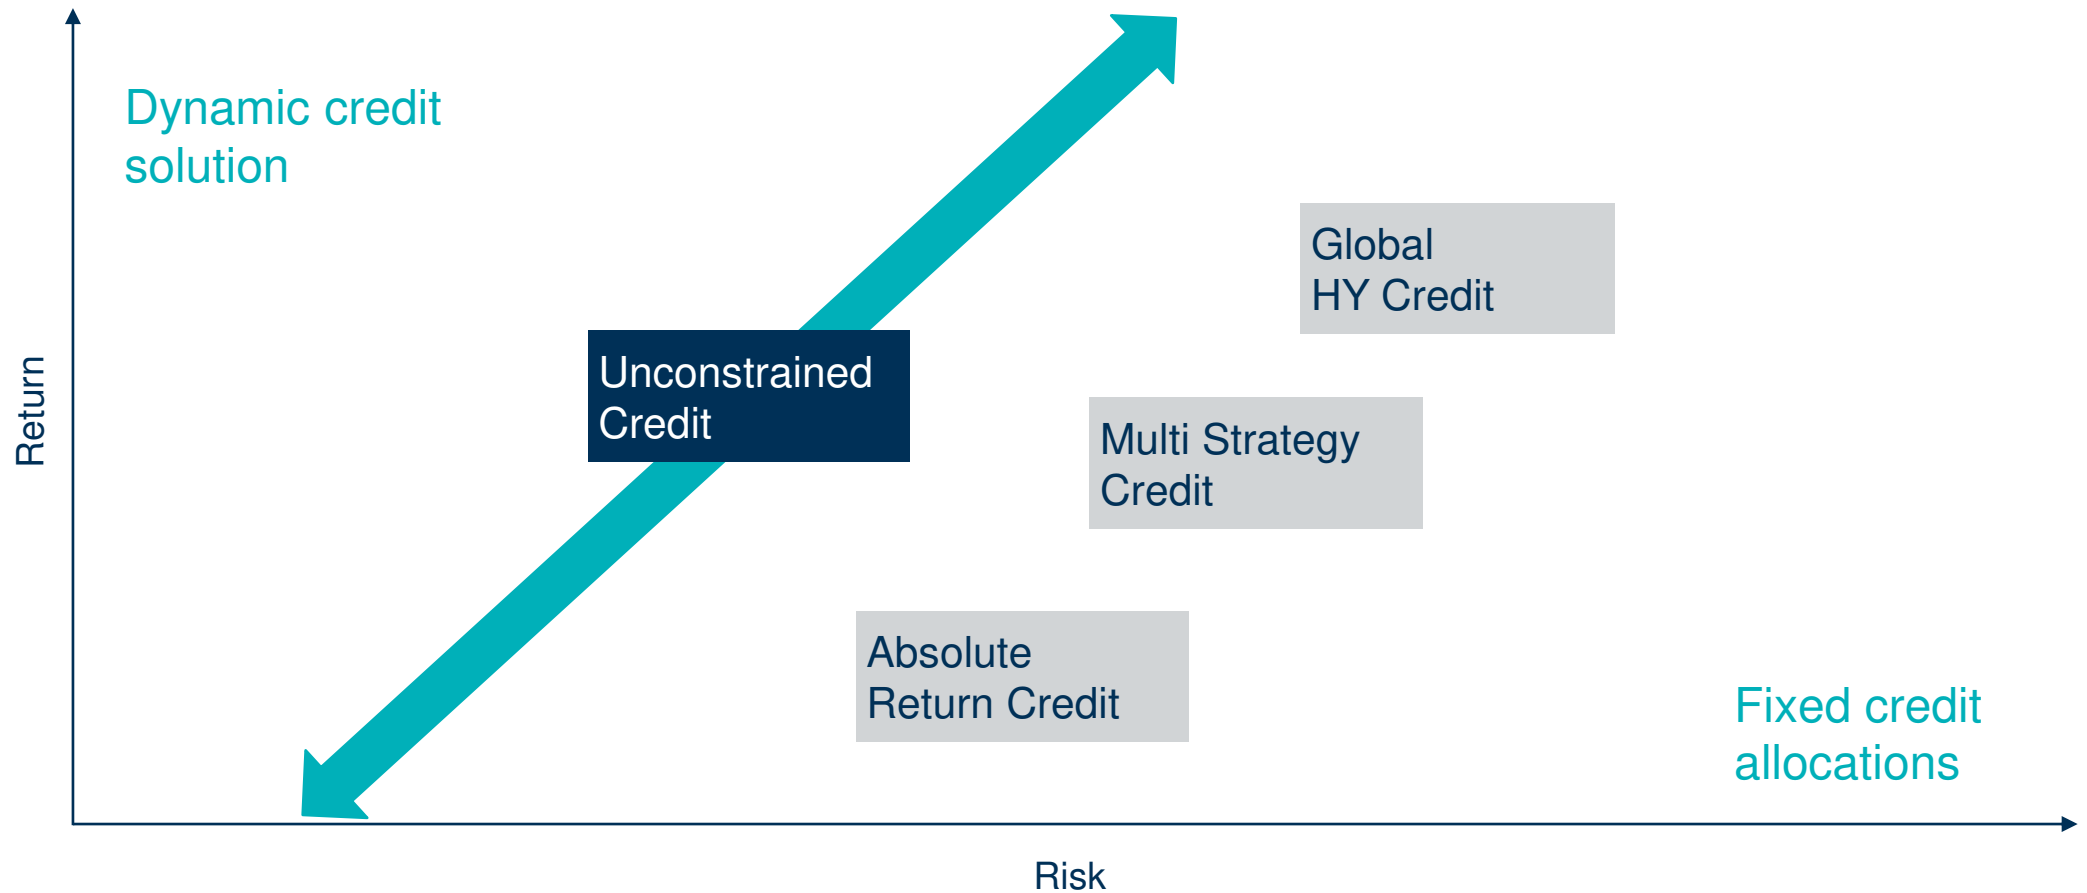 Dynamic credit
solution
Global
HY Credit
Unconstrained
Credit
Return
Multi Strategy
Credit
Absolute
Return Credit
Fixed credit
allocations
Risk